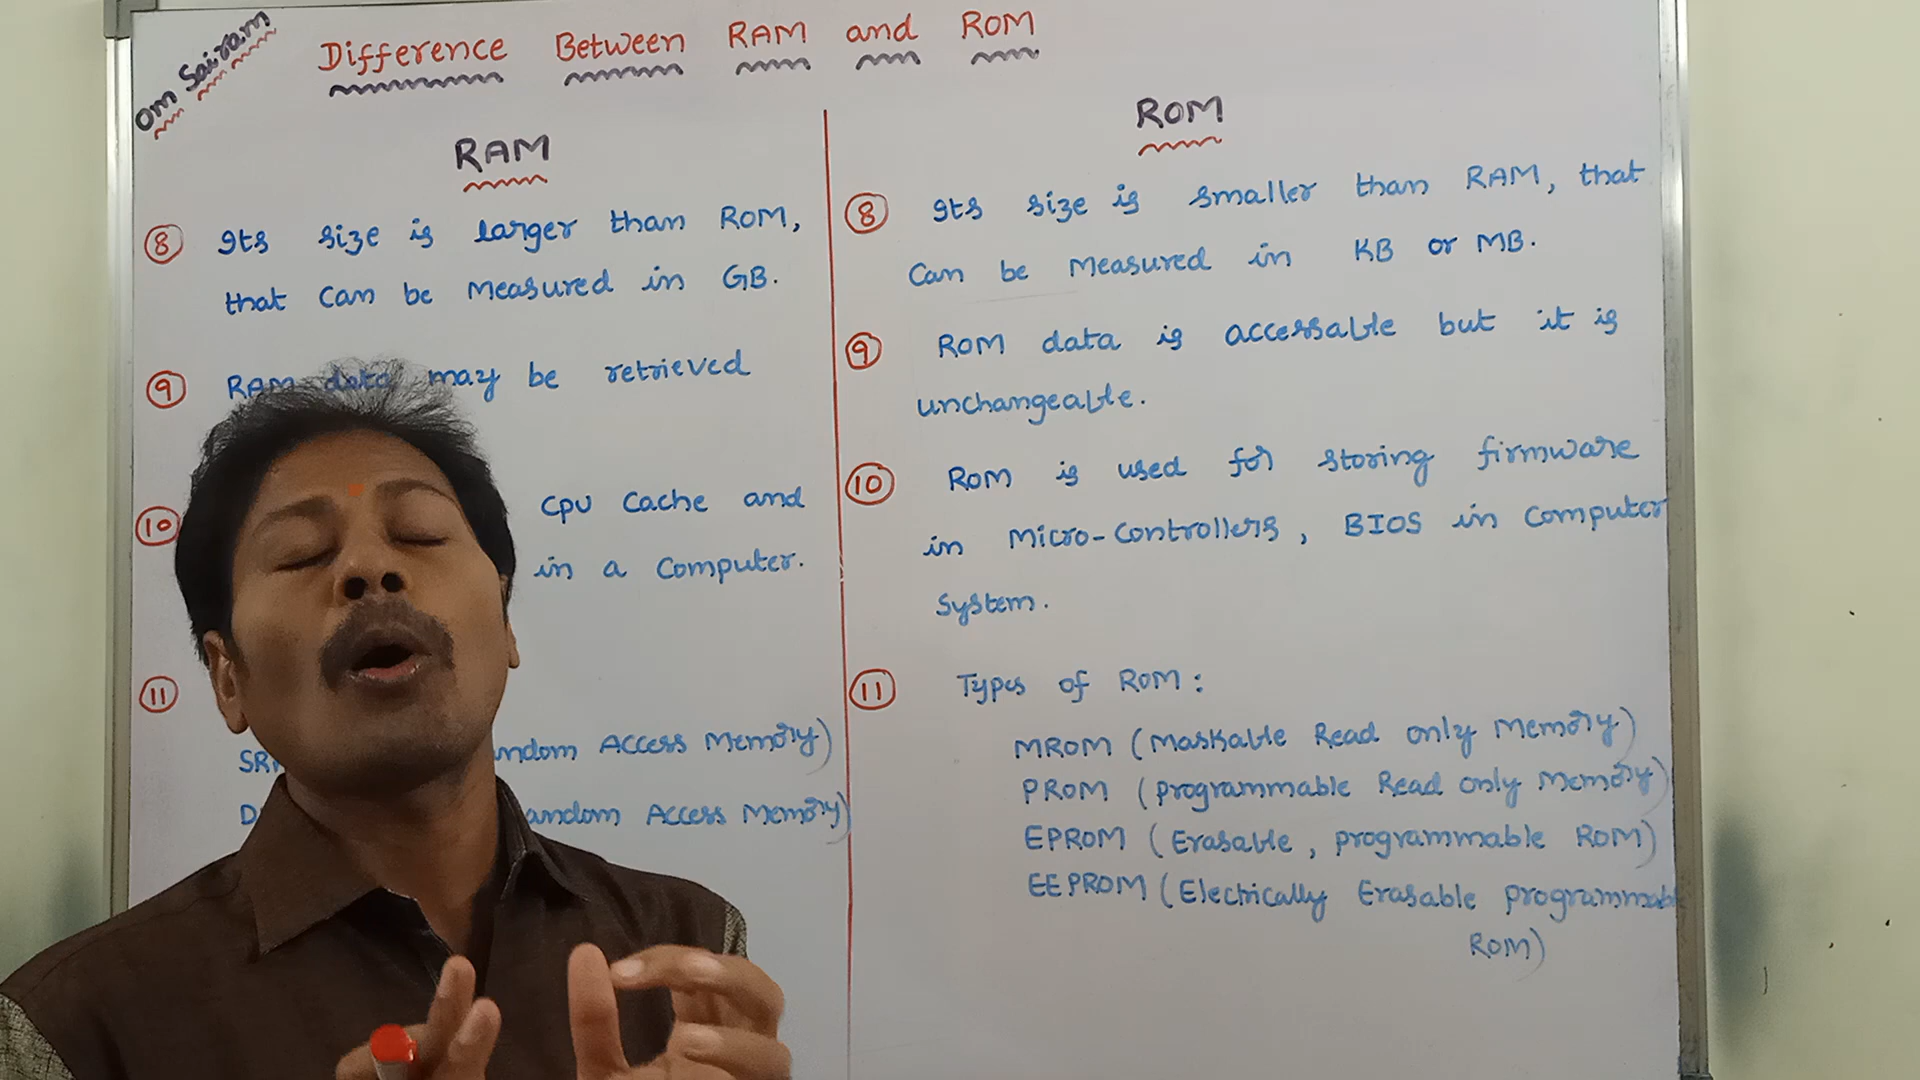 Om Sairam
Difference Between RAM and ROM
RAM
⑧ Its size is larger than ROM,
that can be measured in GB.
⑨ RAM data may be retrieved
⑩ CPU Cache and
in a Computer.
⑪
Random Access Memory)
Random Access Memory)
ROM
⑧ Its size is smaller than RAM, that
can be measured in KB or MB.
⑨ ROM data is accessable but it is
unchangeable.
⑩ ROM is used for storing firmware
in Micro-Controllers, BIOS in Computer
System.
⑪ Types of ROM:
MROM (Maskable Read only Memory)
PROM (programmable Read only Memory)
EPROM (Erasable, programmable ROM)
EEPROM (Electrically Erasable programmable
ROM)